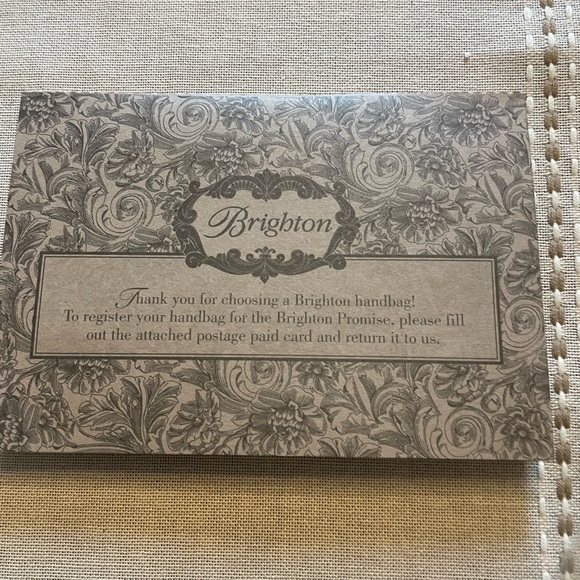 Brighton
Thank you for choosing a Brighton handbag!
To register your handbag for the Brighton Promise, please fill
out the attached postage paid card and return it to us.